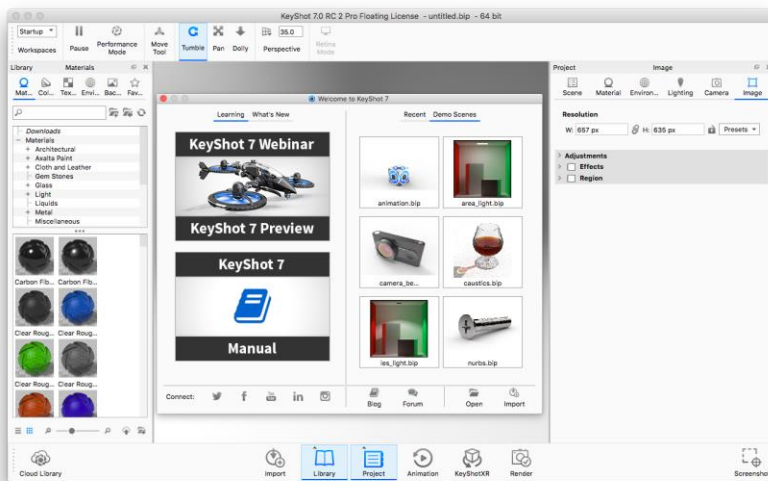 KeyShot 7.0 RC 2 Pro Floating License - untitled.bip - 64 bit
Startup
35.0
Workspaces
Pause
Performance
Mode
Move
Tool
Tumble
Pan
Dolly
Perspective
Retina
Mode
Library
Materials
Mat...
Col...
Tex...
Envi...
Bac...
Fav...
Downloads
Materials
Architectural
Axalta Paint
Cloth and Leather
Gem Stones
Glass
Light
Liquids
Metal
Miscellaneous
Carbon Fib...
Carbon Fib...
Clear Roug...
Clear Roug...
Clear Roug...
Clear Roug...
Welcome to KeyShot 7
Learning
What's New
KeyShot 7 Webinar
KeyShot 7 Preview
KeyShot 7
Manual
Recent
Demo Scenes
animation.bip
area_light.bip
camera_be...
caustics.bip
ies_light.bip
nurbs.bip
Connect:
Blog
Forum
Open
Import
Project
Image
Scene
Material
Environ...
Lighting
Camera
Image
Resolution
W: 657 px
H: 635 px
Presets
Adjustments
Effects
Region
Cloud Library
Import
Library
Project
Animation
KeyShotXR
Render
Screensho